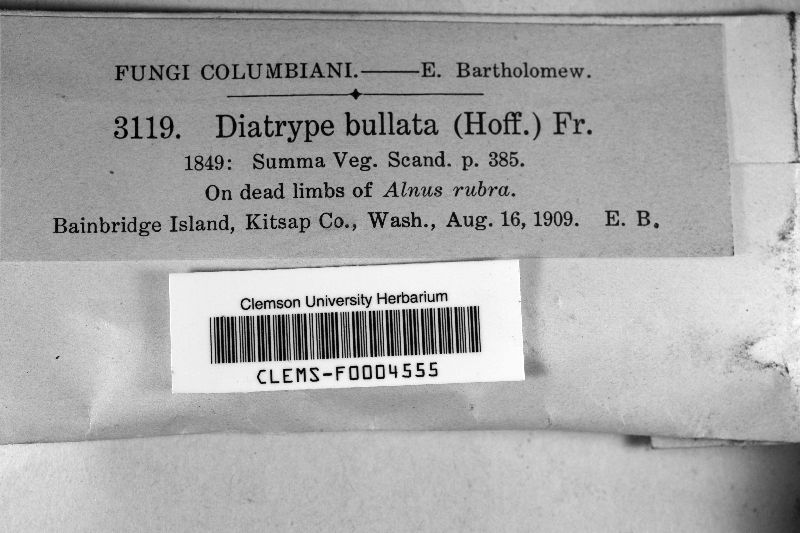 FUNGI COLUMBIANI.——E. Bartholomew.
3119. Diatrype bullata (Hoff.) Fr.
1849: Summa Veg. Scand. p. 385.
On dead limbs of Alnus rubra.
Bainbridge Island, Kitsap Co., Wash., Aug. 16, 1909. E. B.
Clemson University Herbarium
CLEMS-F0004555